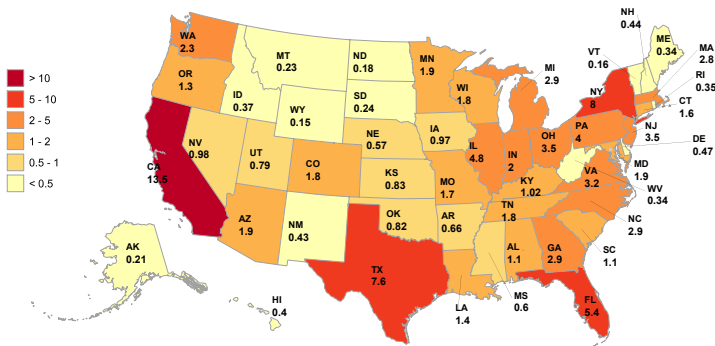 > 10
5 - 10
2 - 5
1 - 2
0.5 - 1
< 0.5
WA
2.3
OR
1.3
CA
13.5
NV
0.98
ID
0.37
MT
0.23
WY
0.15
UT
0.79
AZ
1.9
CO
1.8
NM
0.43
ND
0.18
SD
0.24
NE
0.57
KS
0.83
OK
0.82
TX
7.6
MN
1.9
IA
0.97
MO
1.7
AR
0.66
LA
1.4
WI
1.8
IL
4.8
MI
2.9
IN
2
OH
3.5
KY
1.02
TN
1.8
MS
0.6
AL
1.1
GA
2.9
FL
5.4
SC
1.1
NC
2.9
VA
3.2
WV
0.34
MD
1.9
DE
0.47
PA
4
NJ
3.5
NY
8
CT
1.6
RI
0.35
MA
2.8
VT
0.16
NH
0.44
ME
0.34
AK
0.21
HI
0.4